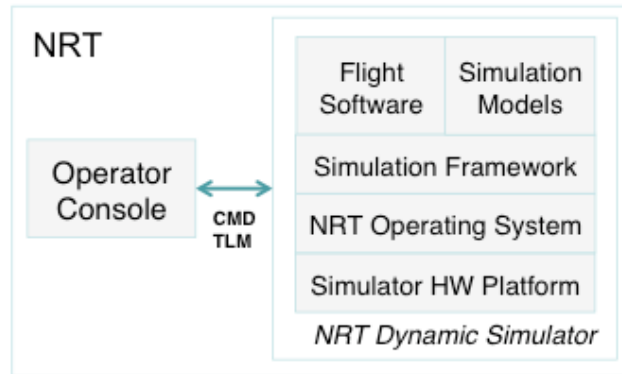 NRT
Operator
Console
CMD
TLM
Flight
Software
Simulation
Models
Simulation Framework
NRT Operating System
Simulator HW Platform
NRT Dynamic Simulator